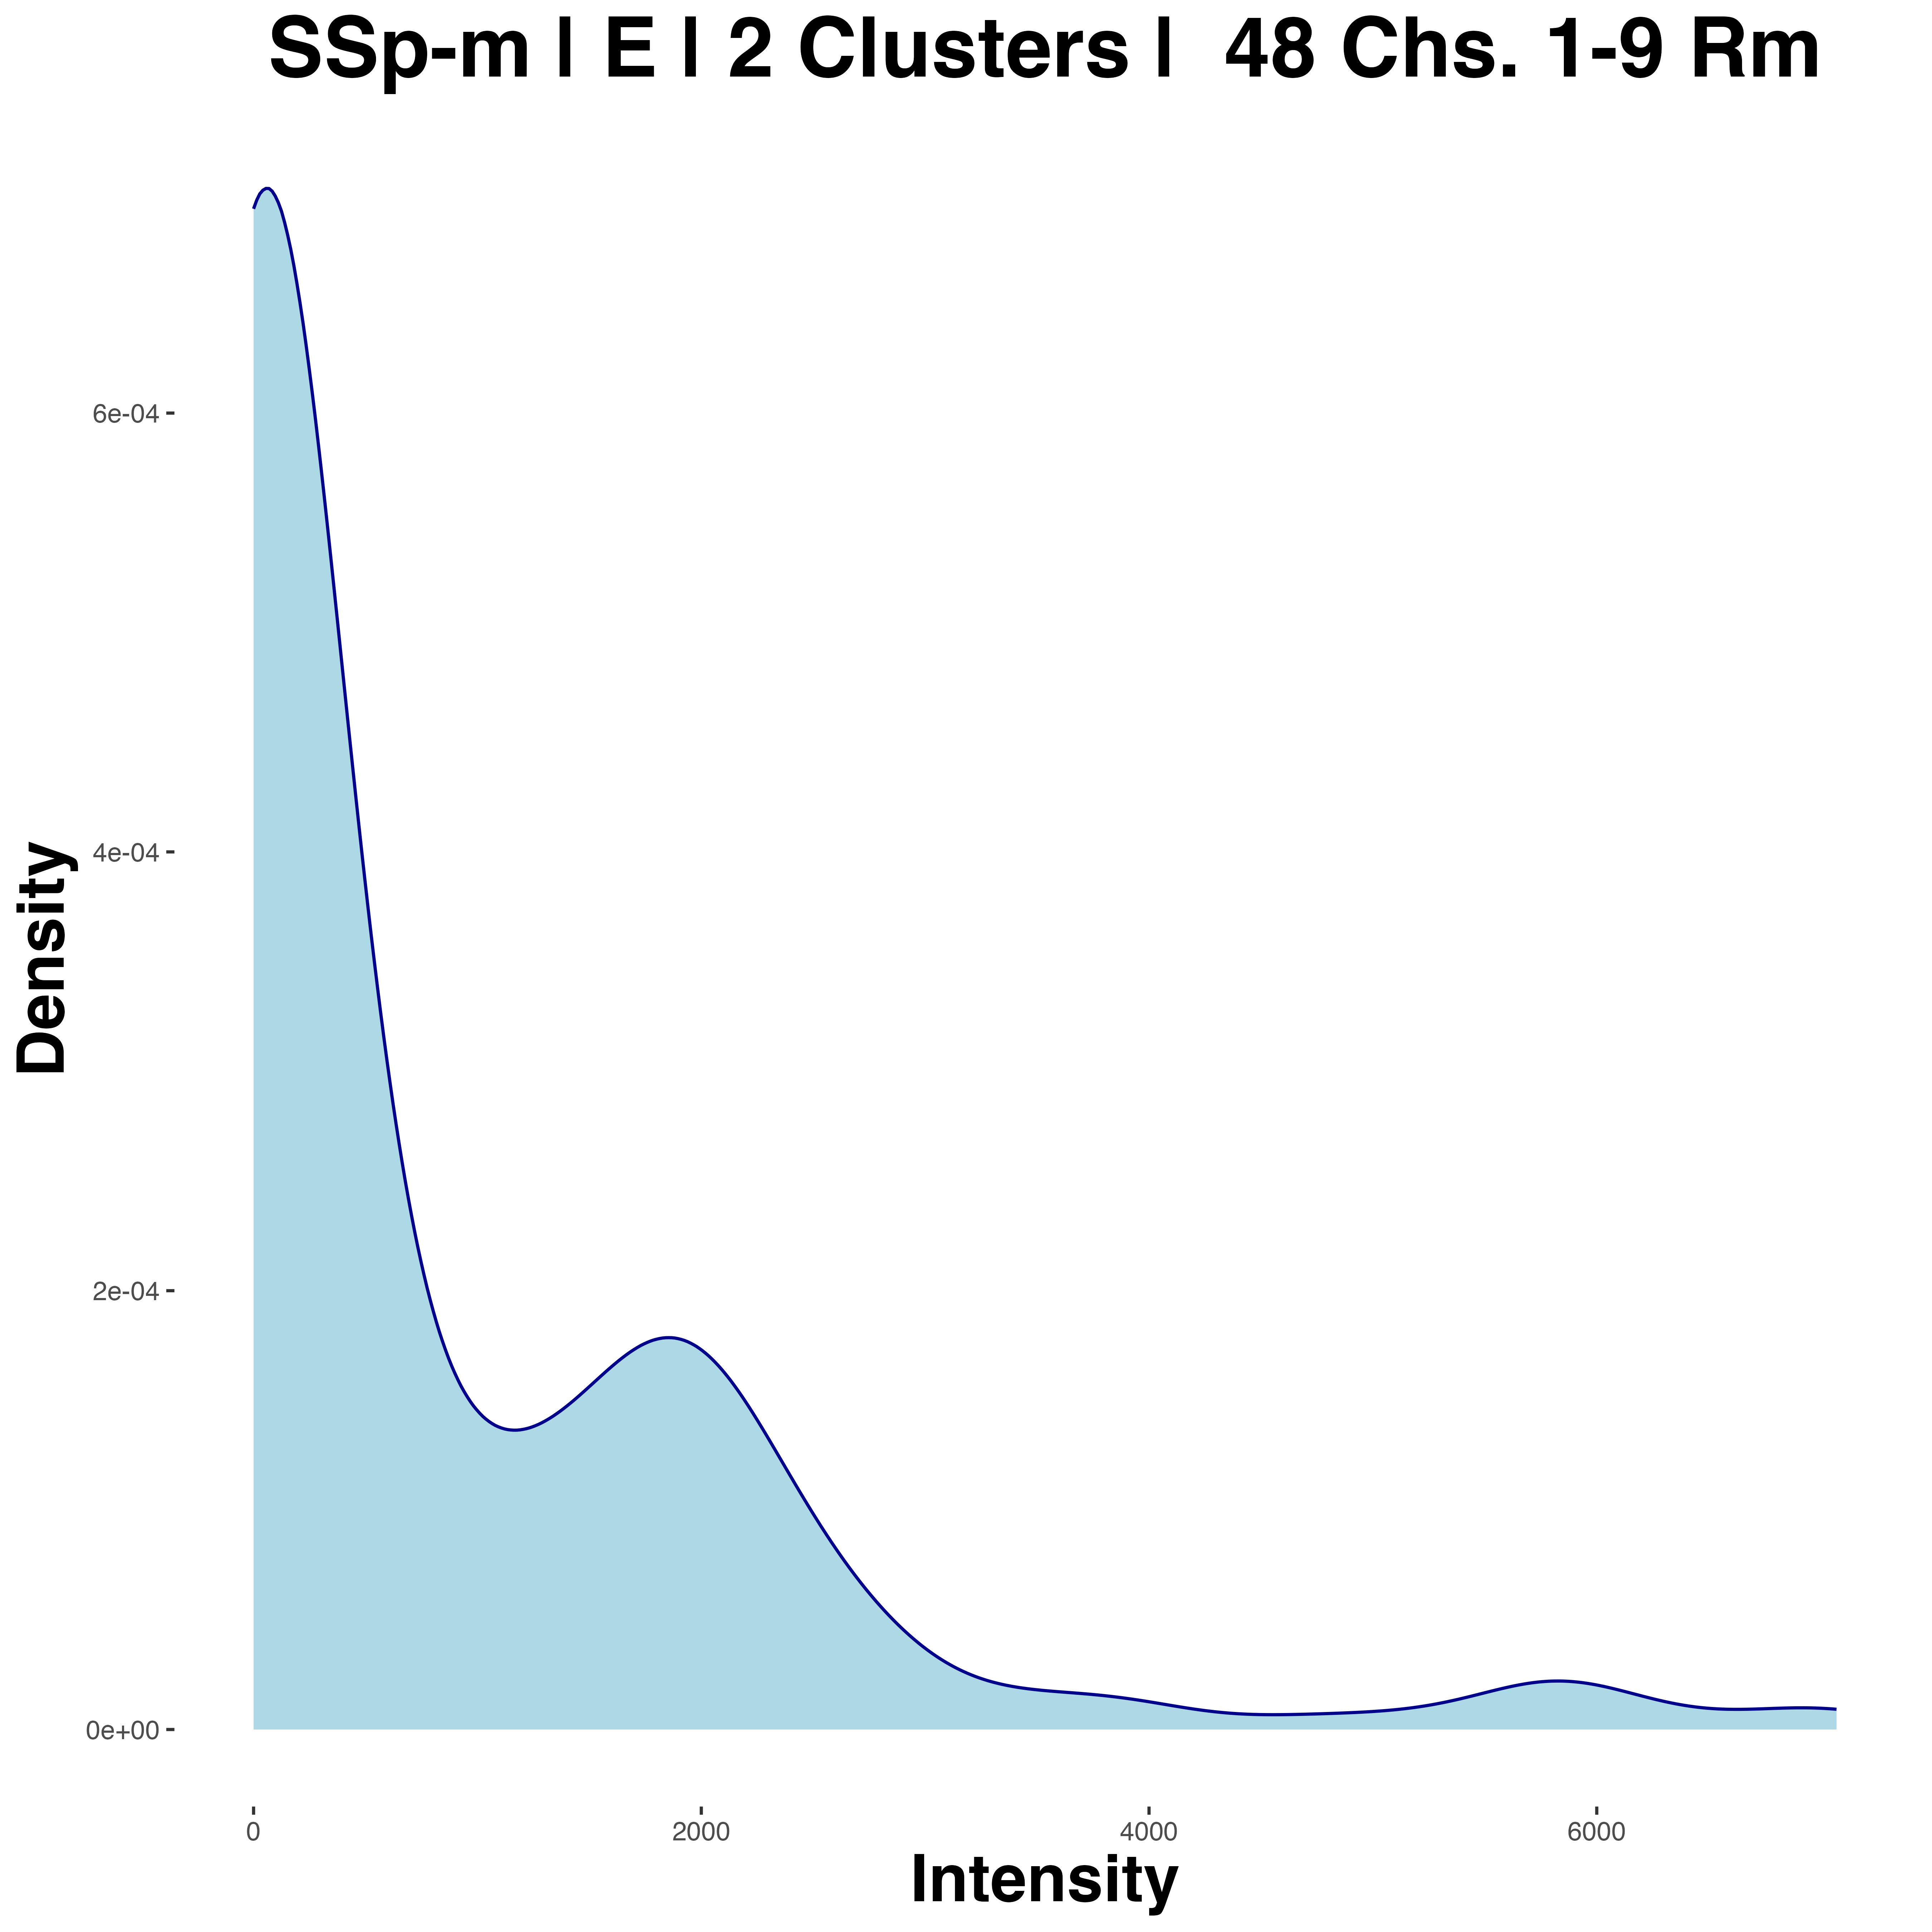 SSp-m | E | 2 Clusters |  48 Chs. 1-9 Rm
Density
6e-04
4e-04
2e-04
0e+00
0
2000
4000
6000
Intensity